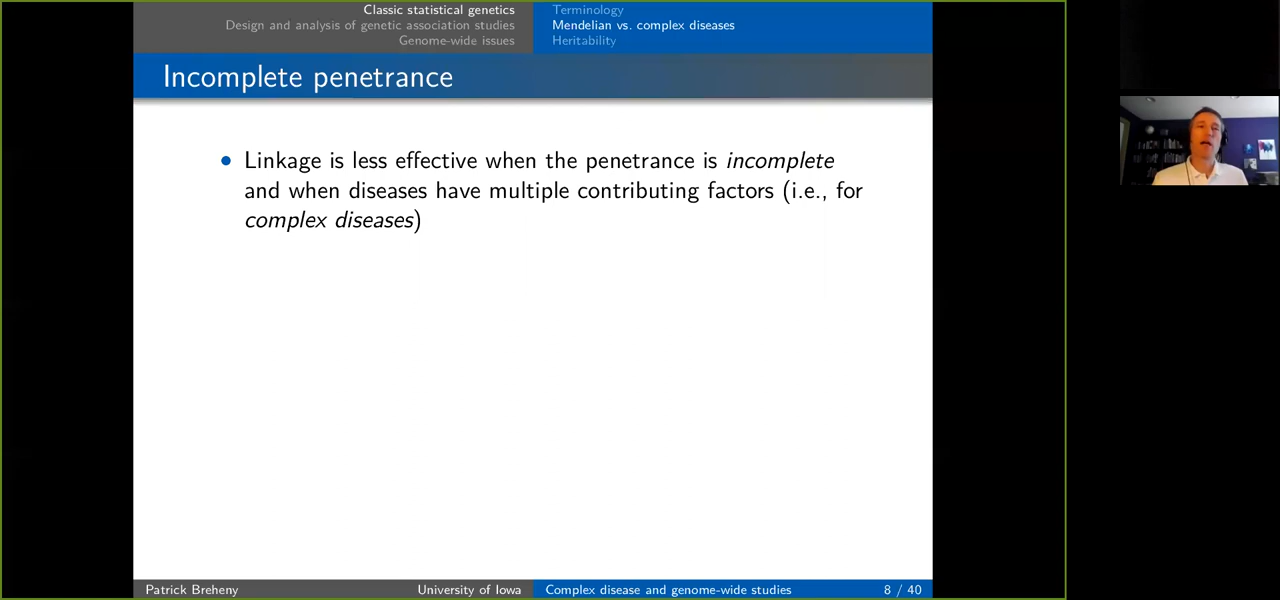 Classic statistical genetics
Design and analysis of genetic association studies
Genome-wide issues
Terminology
Mendelian vs. complex diseases
Heritability
Incomplete penetrance
• Linkage is less effective when the penetrance is incomplete
and when diseases have multiple contributing factors (i.e., for
complex diseases)
Patrick Breheny
University of Iowa
Complex disease and genome-wide studies
8 / 40